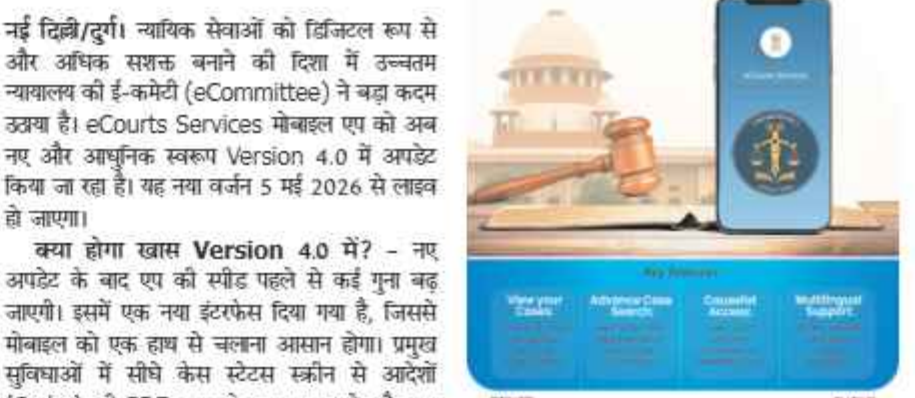 नई दिल्ली/दुर्ग। न्यायिक सेवाओं को डिजिटल रूप से
और अधिक सशक्त बनाने की दिशा में उच्चतम
न्यायालय की ई-कमेटी (eCommittee) ने बड़ा कदम
उठाया है। eCourts Services मोबाइल एप को अब
नए और आधुनिक स्वरूप Version 4.0 में अपडेट
किया जा रहा है। यह नया वर्जन 5 मई 2026 से लाइव
हो जाएगा।
क्या होगा खास Version 4.0 में? - नए
अपडेट के बाद एप की स्पीड पहले से कई गुना बढ़
जाएगी। इसमें एक नया इंटरफेस दिया गया है, जिससे
मोबाइल को एक हाथ से चलाना आसान होगा। प्रमुख
सुविधाओं में सीधे केस स्टेटस स्क्रीन से आदेशों
eCourts Services
Key Features
View your
Cases:
Advance Case
Search:
Causelist
Access:
Multilingual
Support: